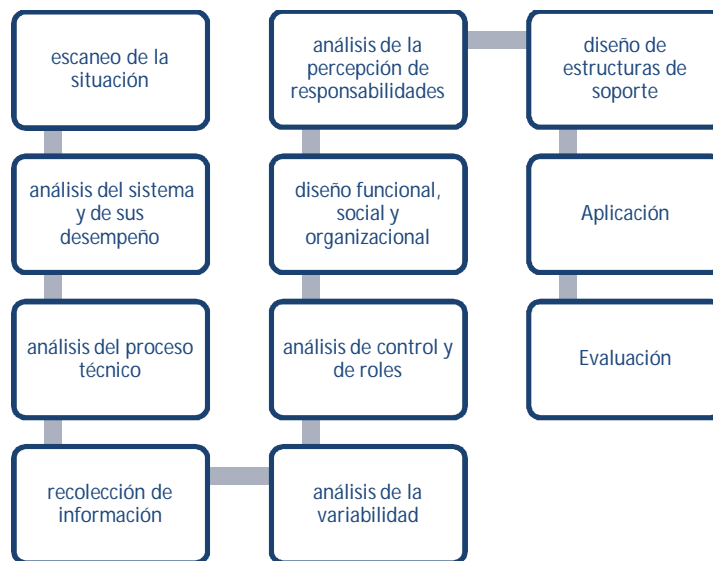 escaneo de la
situación
análisis del sistema
y de sus
desempeño
análisis del proceso
técnico
recolección de
información
análisis de la
variabilidad
análisis de control y
de roles
diseño funcional,
social y
organizacional
análisis de la
percepción de
responsabilidades
diseño de
estructuras de
soporte
Aplicación
Evaluación